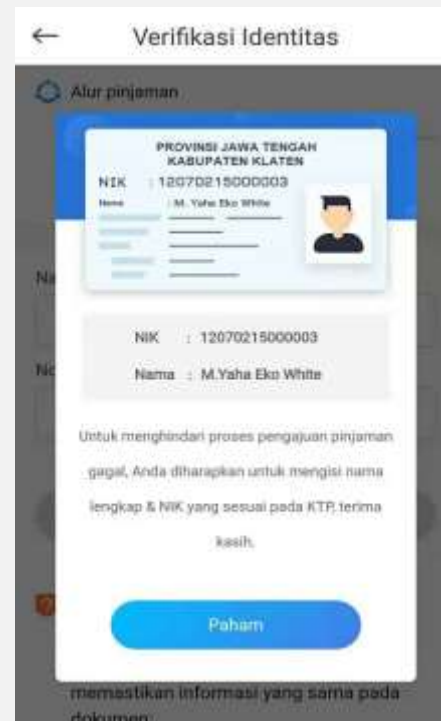 Verifikasi Identitas
Alur pinjaman
PROVINSI JAWA TENGAH
KABUPATEN KLATEN
NIK : 12070215000003
Nama : M. Yaha Eko White
Na
NIK : 12070215000003
Nama : M.Yaha Eko White
No
Untuk menghindari proses pengajuan pinjaman
gagal, Anda diharapkan untuk mengisi nama
lengkap & NIK yang sesuai pada KTP, terima
kasih.
Paham
memastikan informasi yang sama pada
dokumen